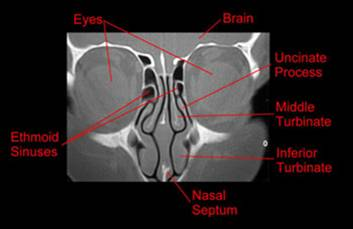 Eyes
Brain
Uncinate
Process
Middle
Turbinate
Ethmoid
Sinuses
Inferior
Turbinate
Nasal
Septum